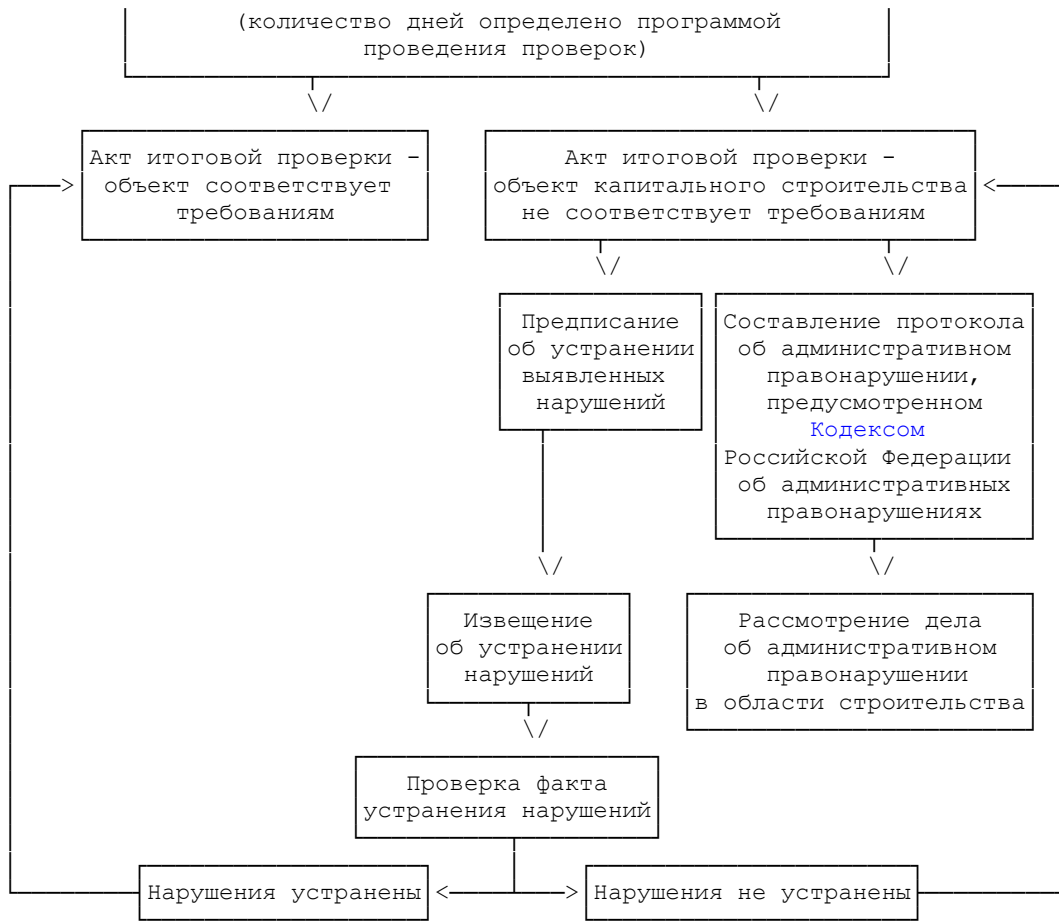 (количество дней определено программой
проведения проверок)
Акт итоговой проверки -
объект соответствует
требованиям
Акт итоговой проверки -
объект капитального строительства
не соответствует требованиям
Предписание
об устранении
выявленных
нарушений
Составление протокола
об административном
правонарушении,
предусмотренном
Кодексом
Российской Федерации
об административных
правонарушениях
Извещение
об устранении
нарушений
Рассмотрение дела
об административном
правонарушении
в области строительства
Проверка факта
устранения нарушений
Нарушения устранены
Нарушения не устранены